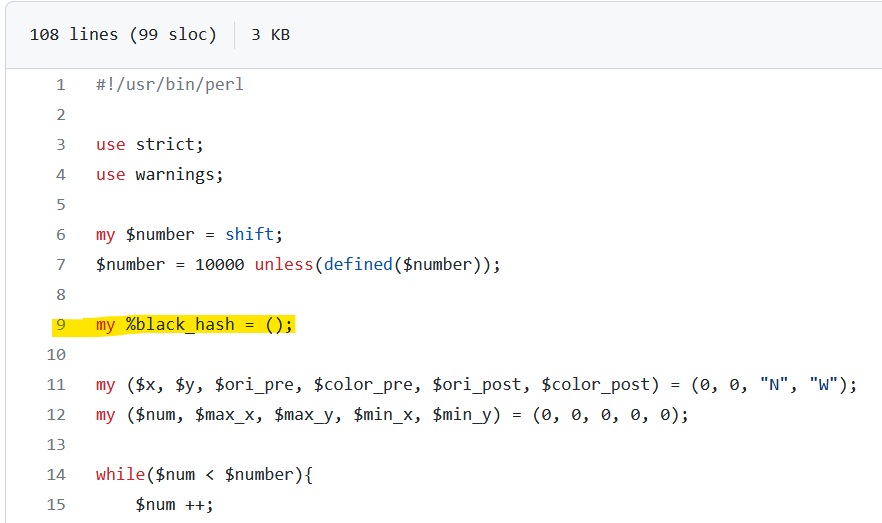 108 lines (99 sloc) 3 KB
1 #!/usr/bin/perl
2
3 use strict;
4 use warnings;
5
6 my $number = shift;
7 $number = 10000 unless(defined($number));
8
9 my %black_hash = ();
10
11 my ($x, $y, $ori_pre, $color_pre, $ori_post, $color_post) = (0, 0, "N", "W");
12 my ($num, $max_x, $max_y, $min_x, $min_y) = (0, 0, 0, 0, 0);
13
14 while($num < $number){
15     $num ++;